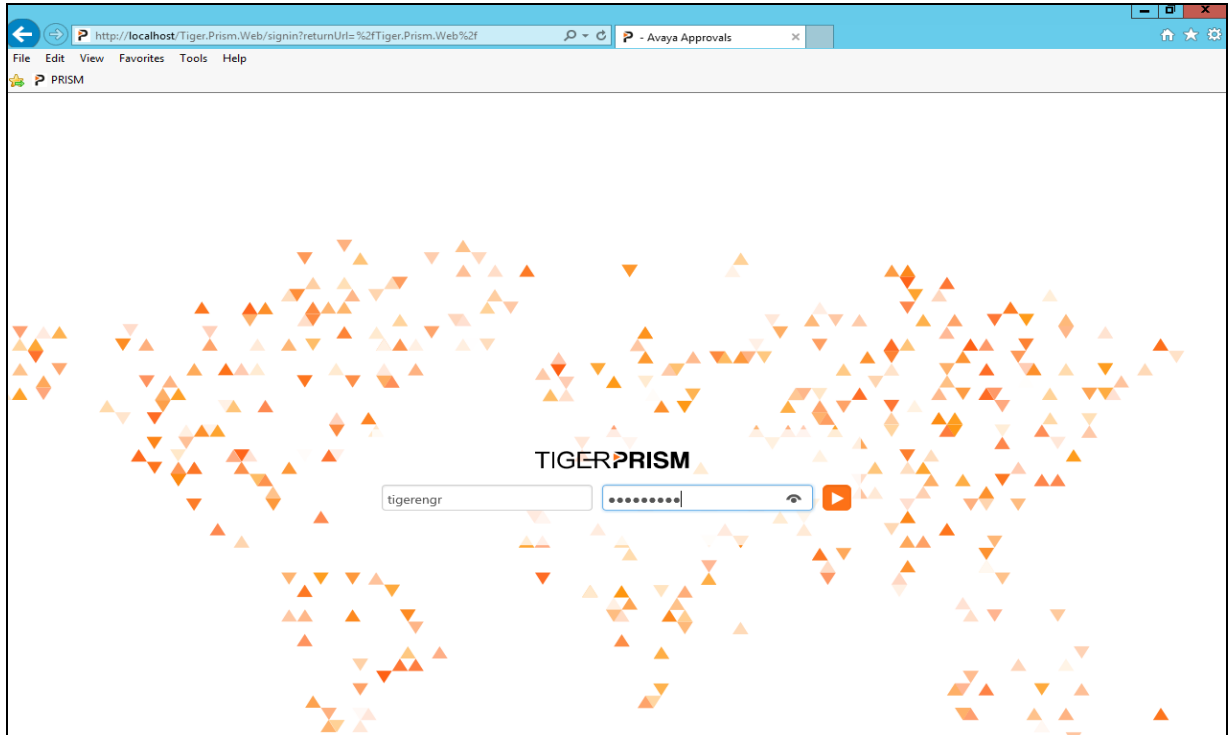 http://localhost/Tiger.Prism.Web/signin?returnUrl=%2fTiger.Prism.Web%2f
- Avaya Approvals
File Edit View Favorites Tools Help
PRISM
TIGERPRISM
tigerengr